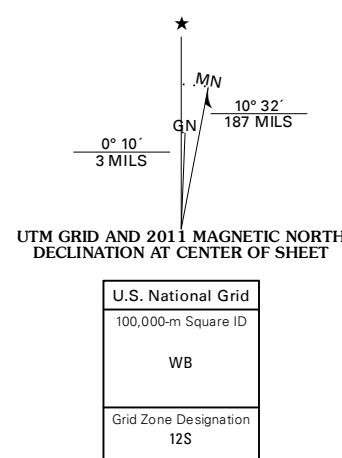 ★
MN
10° 32´
187 MILS
GN
0° 10´
3 MILS
UTM GRID AND 2011 MAGNETIC NORTH
DECLINATION AT CENTER OF SHEET
U.S. National Grid
100,000-m Square ID
WB
Grid Zone Designation
12S